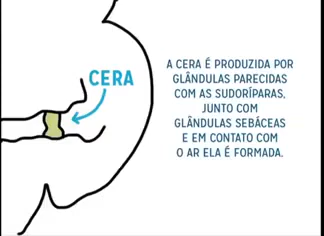 CERA
A CERA É PRODUZIDA POR
GLÂNDULAS PARECIDAS
COM AS SUDORÍPARAS,
JUNTO COM
GLÂNDULAS SEBÁCEAS
E EM CONTATO COM
O AR ELA É FORMADA.